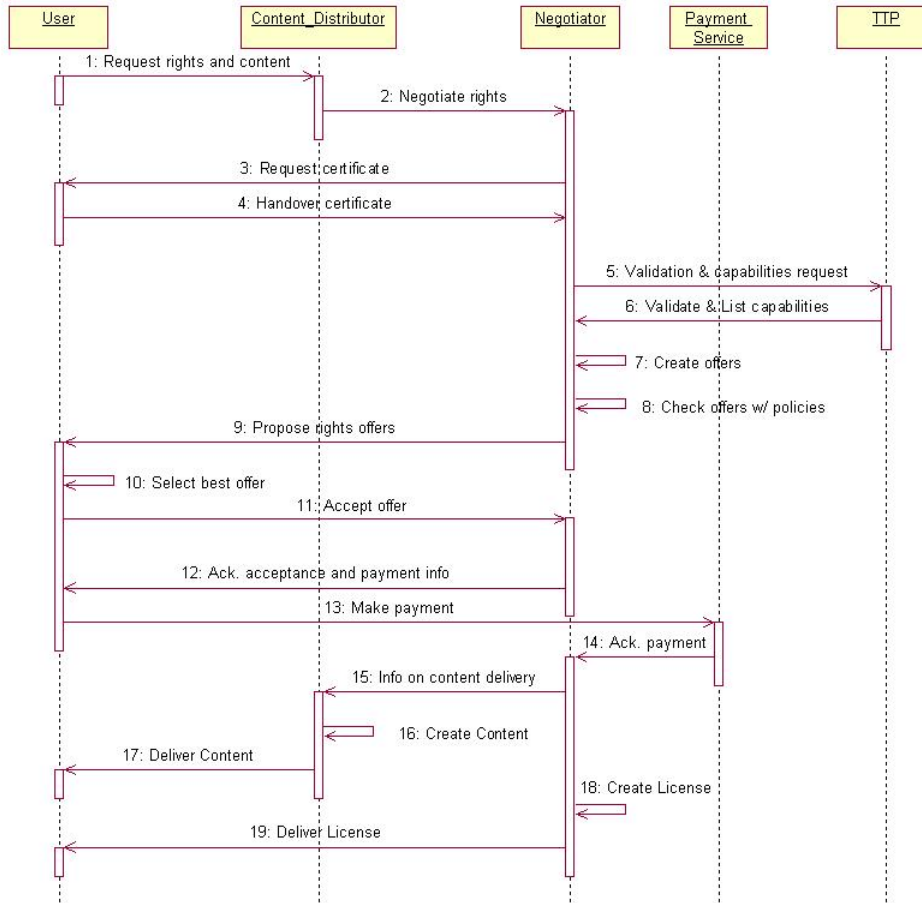 User
Content_Distributor
Negotiator
Payment_
Service
TTP
1: Request rights and content
2: Negotiate rights
3: Request certificate
4: Handover certificate
5: Validation & capabilities request
6: Validate & List capabilities
7: Create offers
8: Check offers w/ policies
9: Propose rights offers
10: Select best offer
11: Accept offer
12: Ack. acceptance and payment info
13: Make payment
14: Ack. payment
15: Info on content delivery
16: Create Content
17: Deliver Content
18: Create License
19: Deliver License